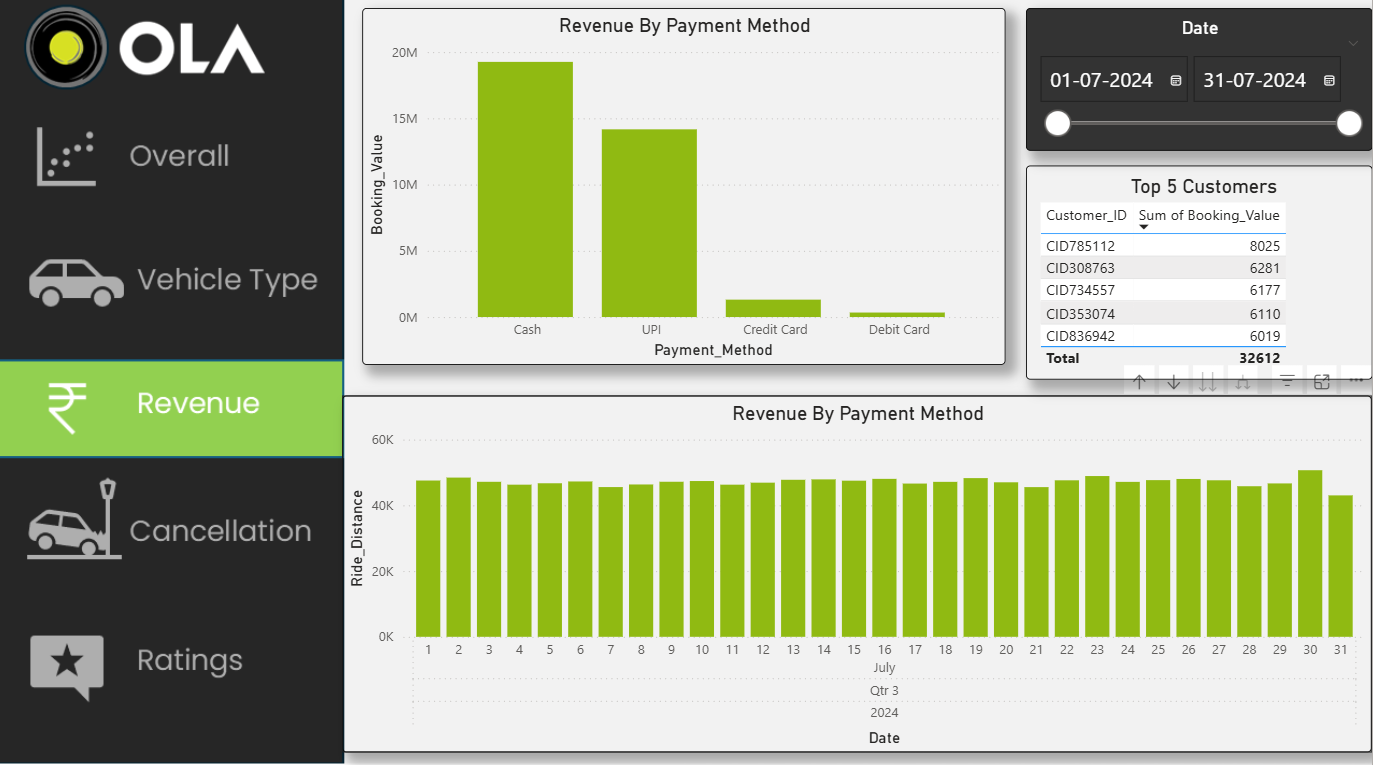 OLA
Overall
Vehicle Type
Revenue
Cancellation
Ratings
Revenue By Payment Method
Booking_Value
20M
15M
10M
5M
0M
Cash UPI Credit Card Debit Card
Payment_Method
Date
01-07-2024 31-07-2024
Top 5 Customers
Customer_ID Sum of Booking_Value
CID785112 8025
CID308763 6281
CID734557 6177
CID353074 6110
CID836942 6019
Total 32612
Revenue By Payment Method
Ride_Distance
60K
40K
20K
0K
1 2 3 4 5 6 7 8 9 10 11 12 13 14 15 16 17 18 19 20 21 22 23 24 25 26 27 28 29 30 31
July
Qtr 3
2024
Date